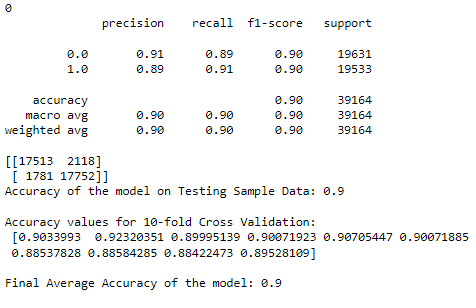 0
precision recall f1-score support
0.0 0.91 0.89 0.90 19631
1.0 0.89 0.91 0.90 19533
accuracy 0.90 39164
macro avg 0.90 0.90 0.90 39164
weighted avg 0.90 0.90 0.90 39164
[[17513 2118]
[ 1781 17752]]
Accuracy of the model on Testing Sample Data: 0.9
Accuracy values for 10-fold Cross Validation:
[0.9033993 0.92320351 0.89995139 0.90071923 0.90705447 0.90071885
0.88537828 0.88584285 0.88422473 0.89528109]
Final Average Accuracy of the model: 0.9